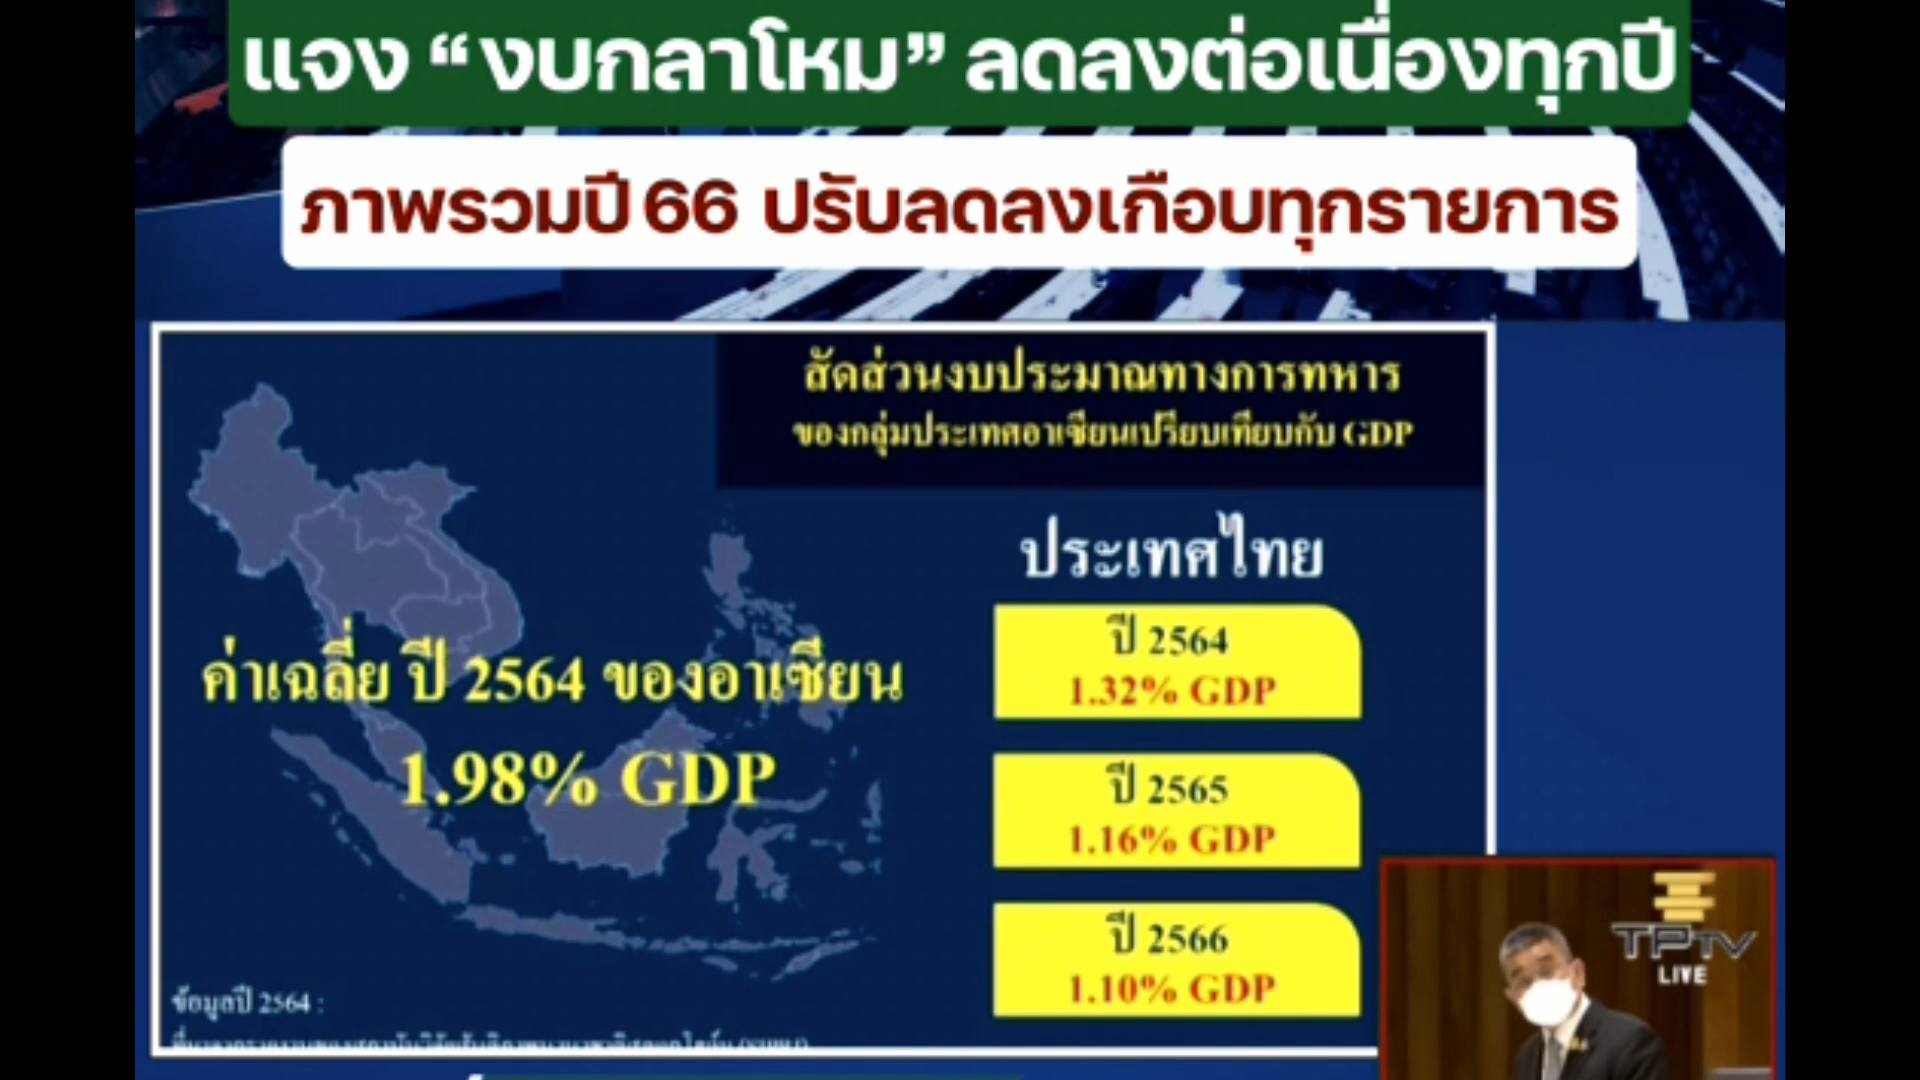 แจง “งบกลาโหม” ลดลงต่อเนื่องทุกปี
ภาพรวมปี 66 ปรับลดลงเกือบทุกรายการ
สัดส่วนงบประมาณทางการทหาร
ของกลุ่มประเทศอาเซียนเปรียบเทียบกับ GDP
ประเทศไทย
ปี 2564
1.32% GDP
ค่าเฉลี่ย ปี 2564 ของอาเซียน
1.98% GDP
ปี 2565
1.16% GDP
ปี 2566
1.10% GDP
ข้อมูลปี 2564 :
TPTV
LIVE